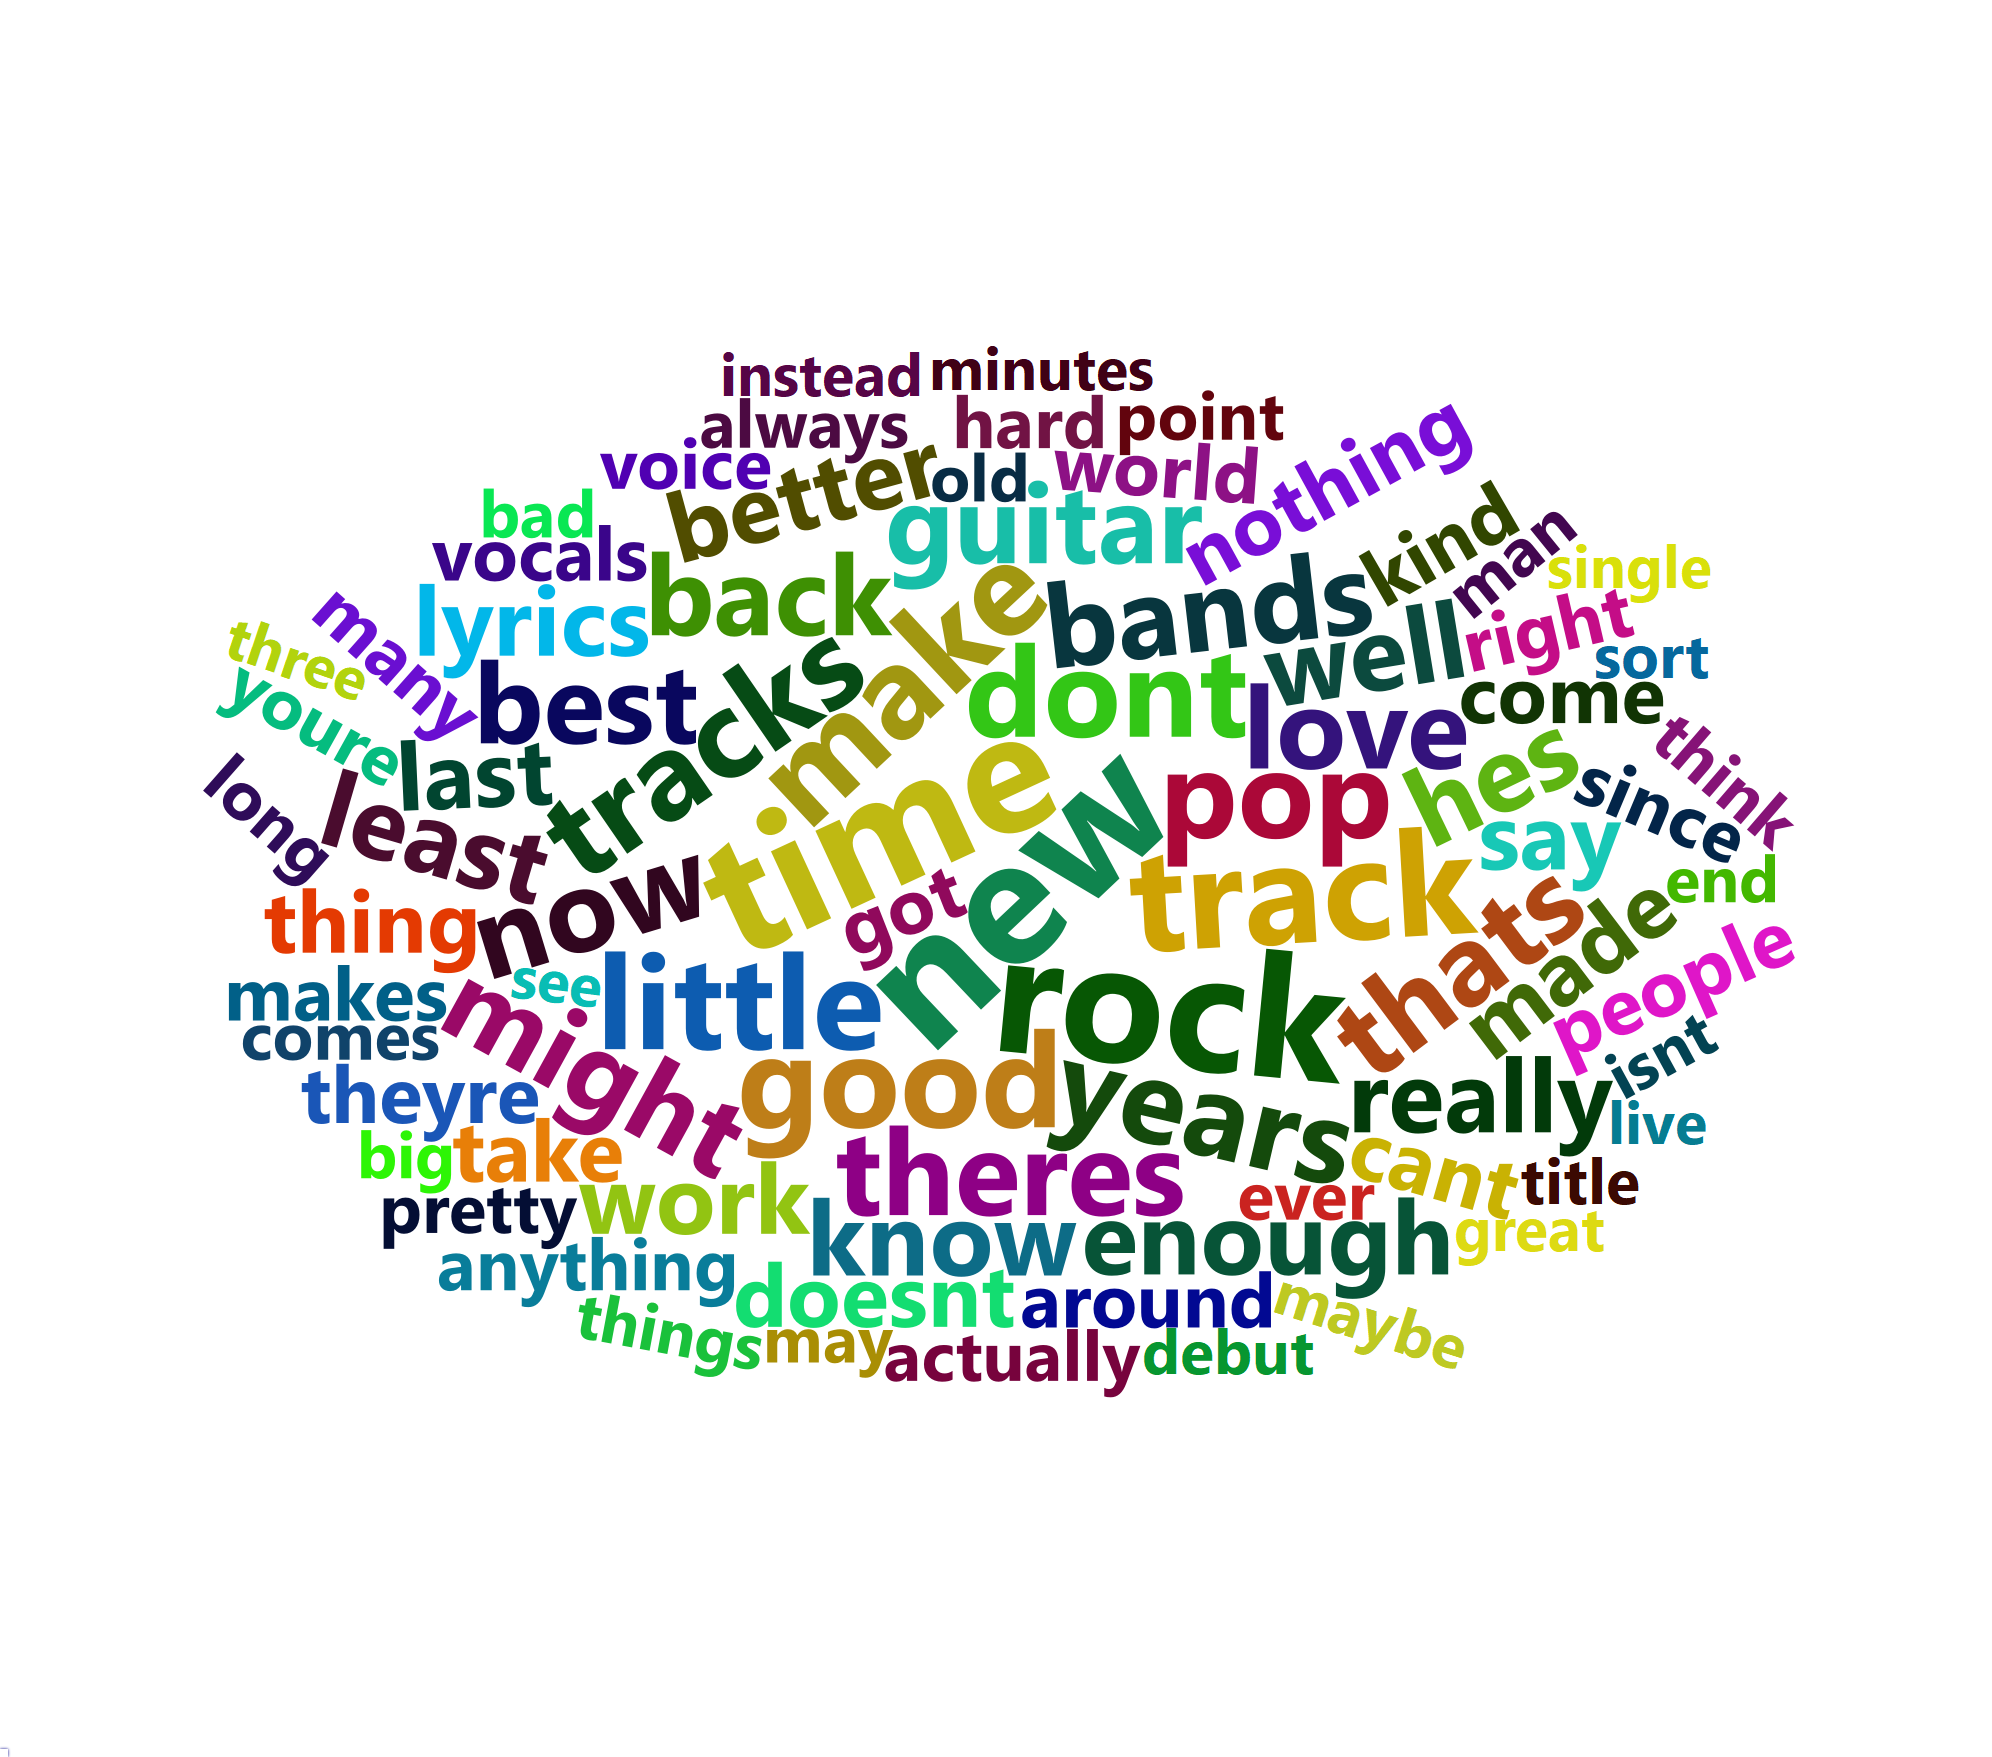 instead minutes
always hard point
voice better old world nothing
bad guitar kind man
vocals back bands single
many lyrics make well right
three dont sort
youre best tracks love come
last time new pop hes since think
long least track say
thing now got thats made end
makes see little rock people
comes might good years isnt
theyre really live
big take theres cant title
pretty work ever
know enough great
anything doesnt around maybe
things may actually debut